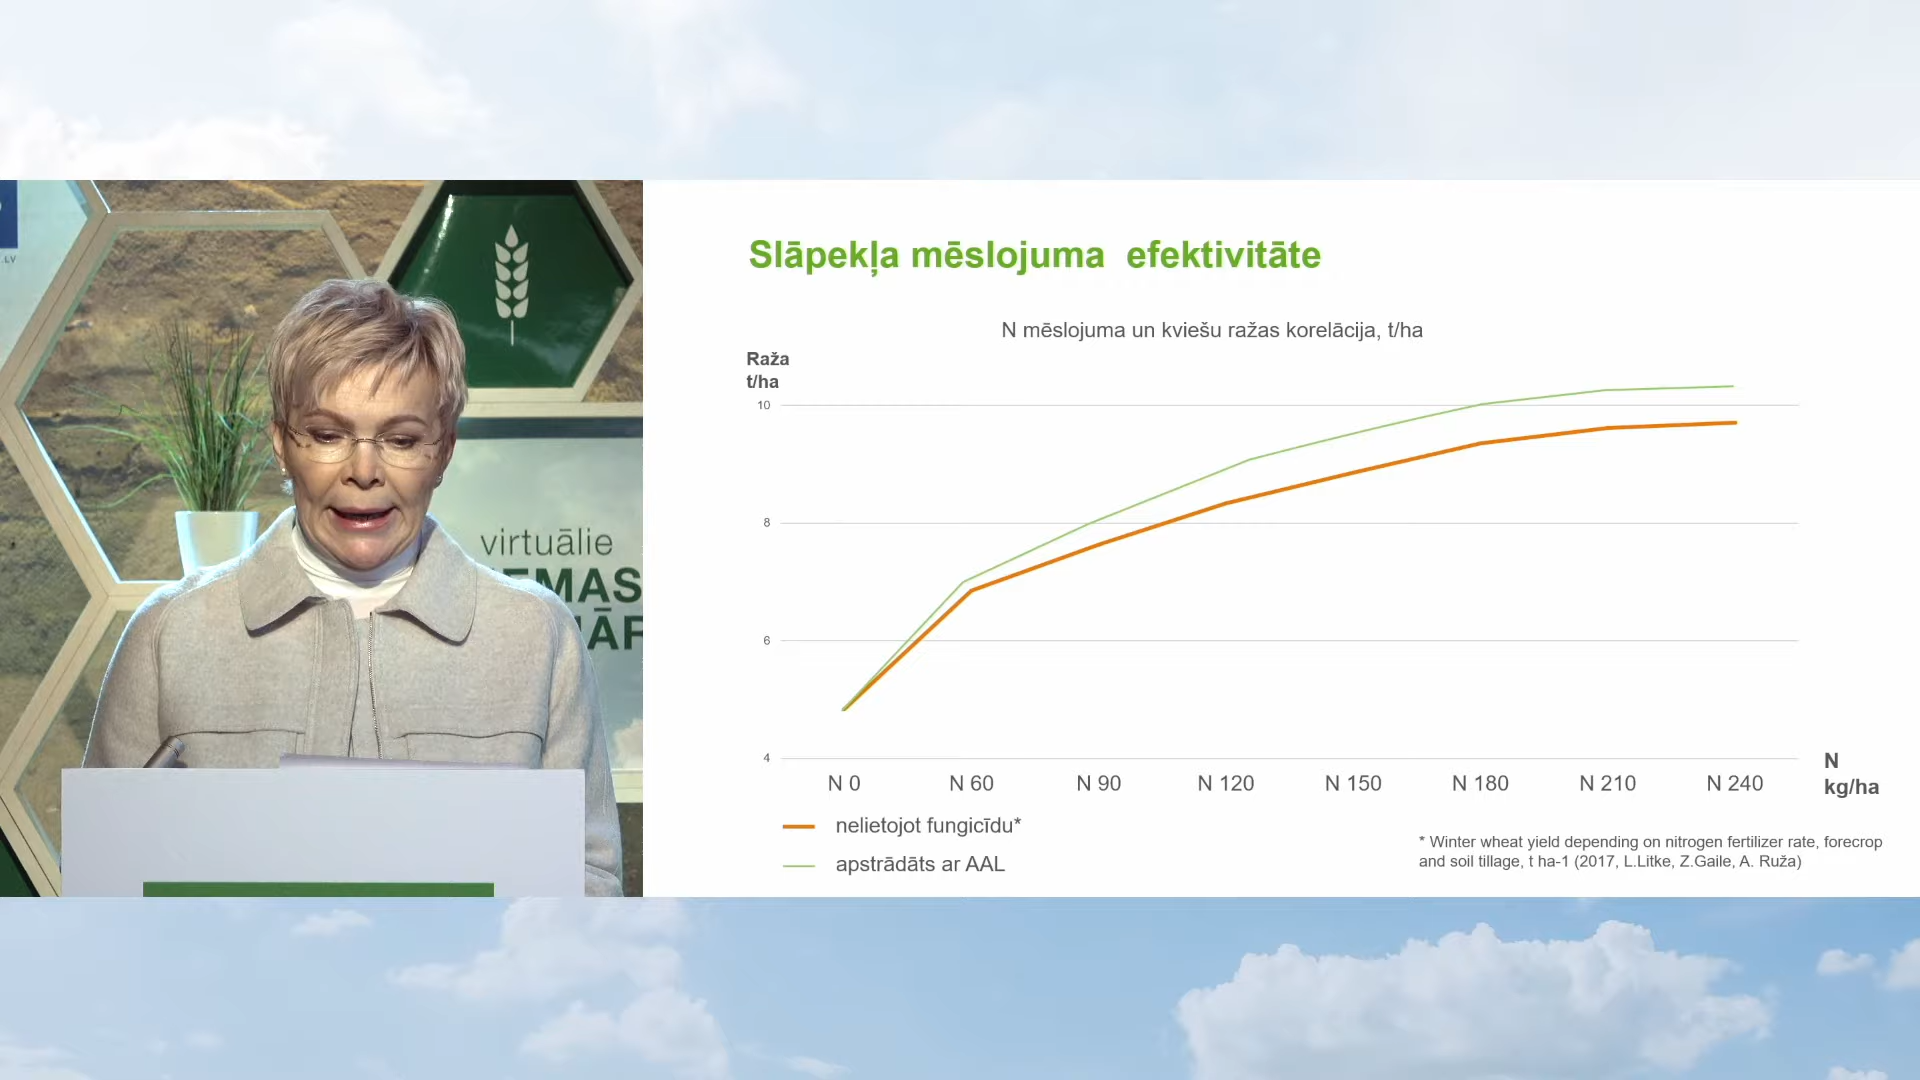 .LV
virtuālie
Slāpekļa mēslojuma efektivitāte
N mēslojuma un kviešu ražas korelācija, t/ha
Raža
t/ha
10
8
6
4
N 0
N 60
N 90
N 120
N 150
N 180
N 210
N 240
N
kg/ha
nelietojot fungicīdu*
apstrādāts ar AAL
* Winter wheat yield depending on nitrogen fertilizer rate, forecrop
and soil tillage, t ha-1 (2017, L.Litke, Z.Gaile, A. Ruža)